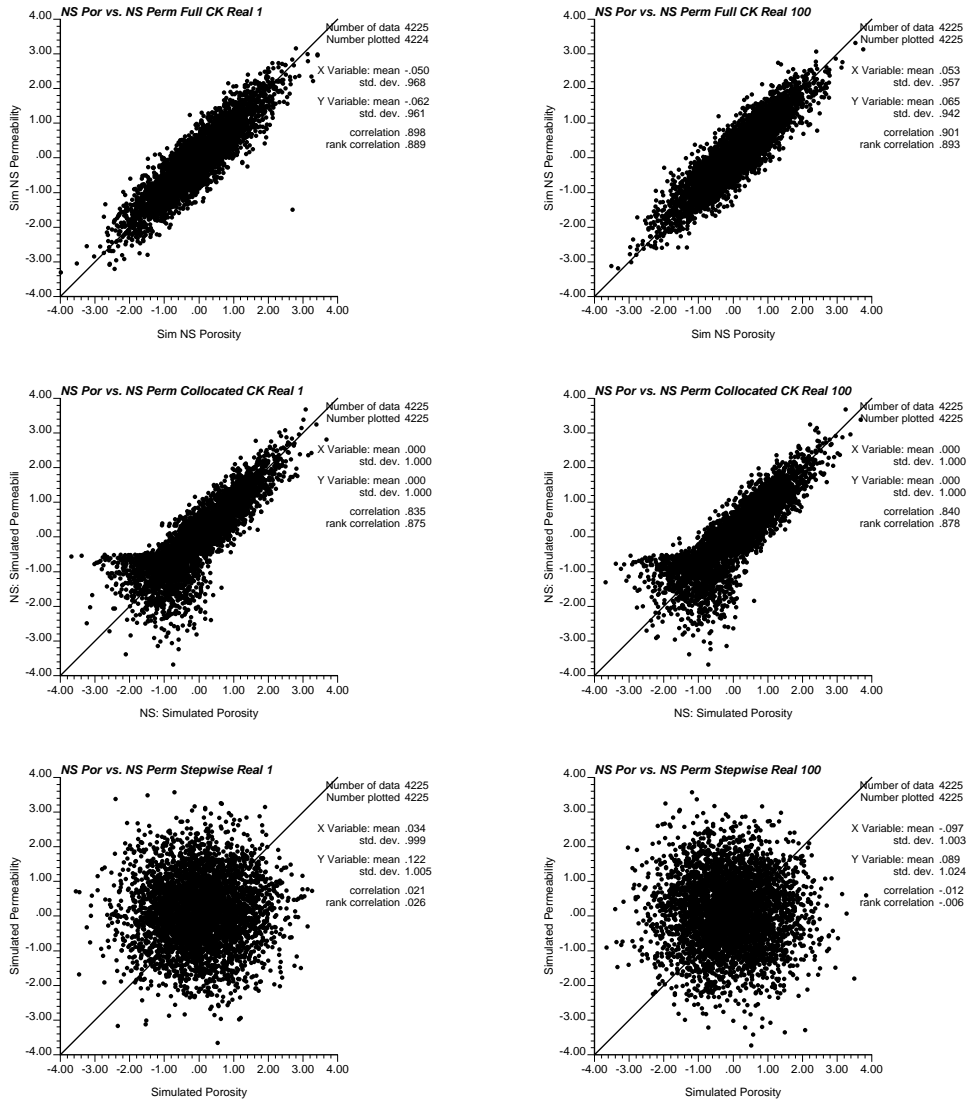 NS Por vs. NS Perm Full CK Real 1
Number of data 4225
Number plotted 4224
X Variable: mean -.050
std. dev. .968
Y Variable: mean -.062
std. dev. .961
correlation .898
rank correlation .889
Sim NS Permeability
4.00
3.00
2.00
1.00
.00
-1.00
-2.00
-3.00
-4.00
-4.00 -3.00 -2.00 -1.00 .00 1.00 2.00 3.00 4.00
Sim NS Porosity
NS Por vs. NS Perm Full CK Real 100
Number of data 4225
Number plotted 4225
X Variable: mean .053
std. dev. .957
Y Variable: mean .065
std. dev. .942
correlation .901
rank correlation .893
Sim NS Permeability
4.00
3.00
2.00
1.00
.00
-1.00
-2.00
-3.00
-4.00
-4.00 -3.00 -2.00 -1.00 .00 1.00 2.00 3.00 4.00
Sim NS Porosity
NS Por vs. NS Perm Collocated CK Real 1
Number of data 4225
Number plotted 4225
X Variable: mean .000
std. dev. 1.000
Y Variable: mean .000
std. dev. 1.000
correlation .835
rank correlation .875
NS: Simulated Permeabili
4.00
3.00
2.00
1.00
.00
-1.00
-2.00
-3.00
-4.00
-4.00 -3.00 -2.00 -1.00 .00 1.00 2.00 3.00 4.00
NS: Simulated Porosity
NS Por vs. NS Perm Collocated CK Real 100
Number of data 4225
Number plotted 4225
X Variable: mean .000
std. dev. 1.000
Y Variable: mean .000
std. dev. 1.000
correlation .840
rank correlation .878
NS: Simulated Permeabili
4.00
3.00
2.00
1.00
.00
-1.00
-2.00
-3.00
-4.00
-4.00 -3.00 -2.00 -1.00 .00 1.00 2.00 3.00 4.00
NS: Simulated Porosity
NS Por vs. NS Perm Stepwise Real 1
Number of data 4225
Number plotted 4225
X Variable: mean .034
std. dev. .999
Y Variable: mean .122
std. dev. 1.005
correlation .021
rank correlation .026
Simulated Permeability
4.00
3.00
2.00
1.00
.00
-1.00
-2.00
-3.00
-4.00
-4.00 -3.00 -2.00 -1.00 .00 1.00 2.00 3.00 4.00
Simulated Porosity
NS Por vs. NS Perm Stepwise Real 100
Number of data 4225
Number plotted 4225
X Variable: mean -.097
std. dev. 1.003
Y Variable: mean .089
std. dev. 1.024
correlation -.012
rank correlation -.006
Simulated Permeability
4.00
3.00
2.00
1.00
.00
-1.00
-2.00
-3.00
-4.00
-4.00 -3.00 -2.00 -1.00 .00 1.00 2.00 3.00 4.00
Simulated Porosity